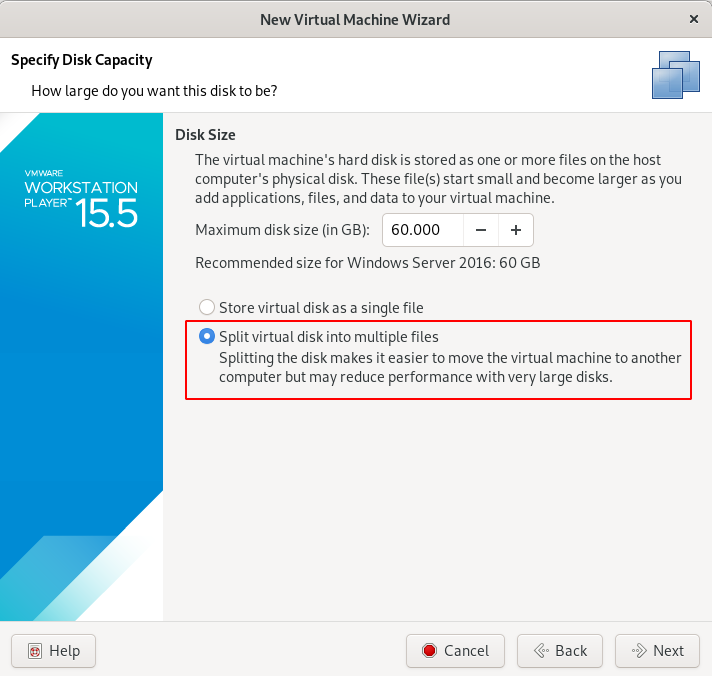 New Virtual Machine Wizard
Specify Disk Capacity
How large do you want this disk to be?
VMWARE
WORKSTATION
PLAYER™ 15.5
Disk Size
The virtual machine's hard disk is stored as one or more files on the host
computer's physical disk. These file(s) start small and become larger as you
add applications, files, and data to your virtual machine.
Maximum disk size (in GB): 60.000
Recommended size for Windows Server 2016: 60 GB
Store virtual disk as a single file
Split virtual disk into multiple files
Splitting the disk makes it easier to move the virtual machine to another
computer but may reduce performance with very large disks.
Help Cancel Back Next